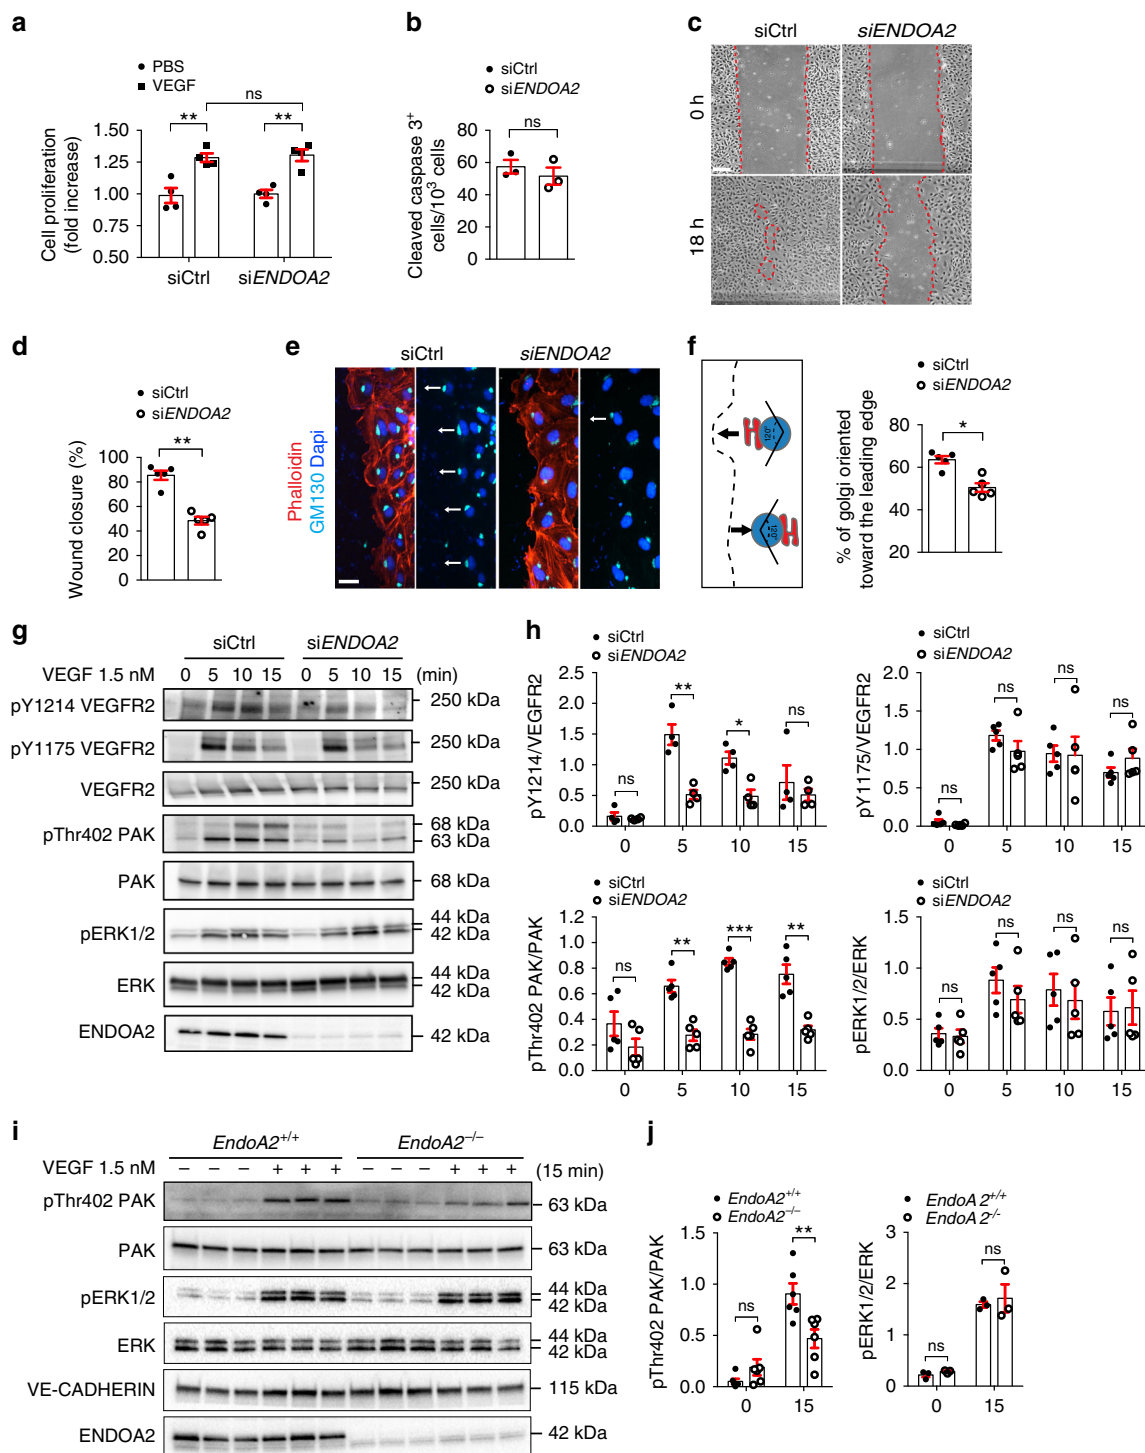 a
PBS
VEGF
ns
**
**
Cell proliferation
(fold increase)
1.50
1.25
1.00
0.75
0.50
siCtrl
siENDOA2
b
siCtrl
siENDOA2
ns
Cleaved caspase 3+
cells/10³ cells
80
60
40
20
0
c
siCtrl
siENDOA2
0 h
18 h
d
siCtrl
siENDOA2
**
Wound closure (%)
100
80
60
40
20
0
e
siCtrl
siENDOA2
Phalloidin
GM130 Dapi
f
120°
120°
siCtrl
siENDOA2
*
% of golgi oriented
toward the leading edge
80
60
40
20
g
siCtrl
siENDOA2
VEGF 1.5 nM
0 5 10 15 0 5 10 15 (min)
pY1214 VEGFR2
250 kDa
pY1175 VEGFR2
250 kDa
VEGFR2
250 kDa
pThr402 PAK
68 kDa
63 kDa
PAK
68 kDa
pERK1/2
44 kDa
42 kDa
ERK
44 kDa
42 kDa
ENDOA2
42 kDa
h
siCtrl
siENDOA2
pY1214/VEGFR2
2.5
2.0
1.5
1.0
0.5
0.0
ns
**
*
ns
0 5 10 15
siCtrl
siENDOA2
pY1175/VEGFR2
2.0
1.5
1.0
0.5
0.0
ns
ns
ns
ns
0 5 10 15
siCtrl
siENDOA2
pThr402 PAK/PAK
1.2
1.0
0.8
0.6
0.4
0.2
0.0
ns
**
***
**
0 5 10 15
siCtrl
siENDOA2
pERK1/2/ERK
1.5
1.0
0.5
0.0
ns
ns
ns
ns
0 5 10 15
i
EndoA2+/+
EndoA2−/−
VEGF 1.5 nM
− − − + + + − − − + + + (15 min)
pThr402 PAK
63 kDa
PAK
63 kDa
pERK1/2
44 kDa
42 kDa
ERK
44 kDa
42 kDa
VE-CADHERIN
115 kDa
ENDOA2
42 kDa
j
EndoA2+/+
EndoA2−/−
pThr402 PAK/PAK
1.5
1.0
0.5
0.0
ns
**
0 15
EndoA2+/+
EndoA2-/-
pERK1/2/ERK
3
2
1
0
ns
ns
0 15